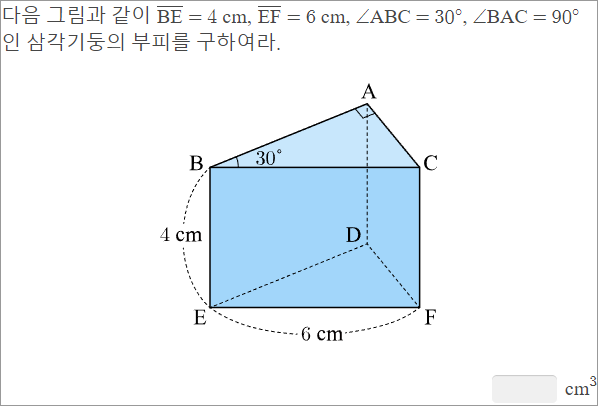 다음 그림과 같이 BE = 4 cm, EF = 6 cm, ∠ABC = 30°, ∠BAC = 90°
인 삼각기둥의 부피를 구하여라.
A
B 30° C
4 cm D
E F
6 cm
cm³